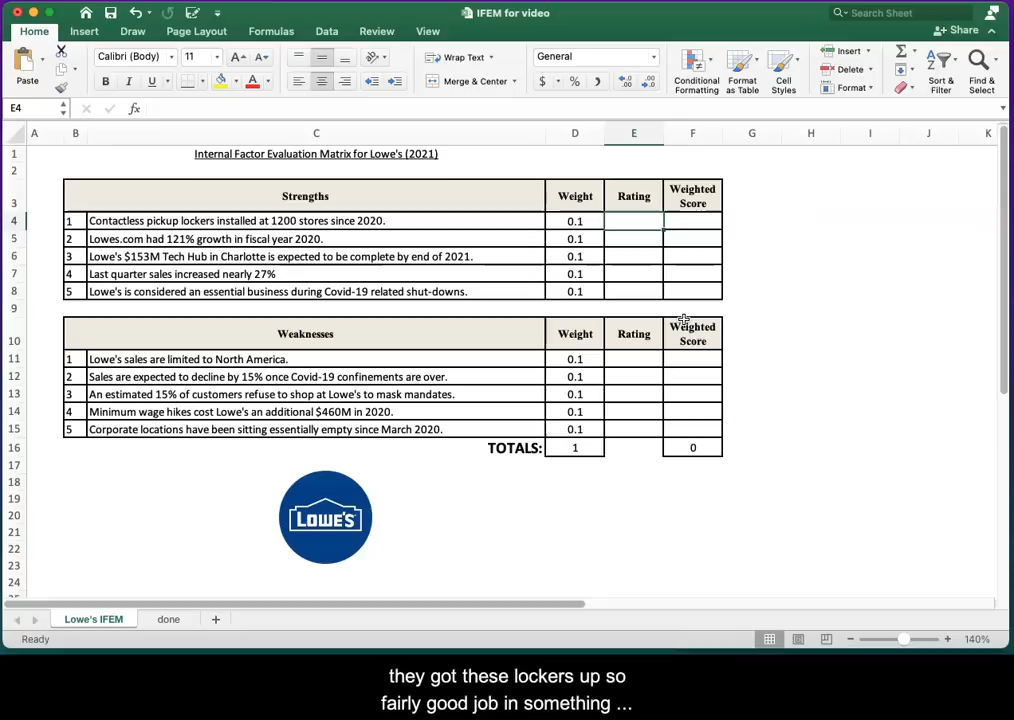 IFEM for video
Search Sheet
Home Insert Draw Page Layout Formulas Data Review View Share
Paste
Calibri (Body) 11 A A
B I U A
Wrap Text
Merge & Center
General
$ % )
Conditional Formatting
Format as Table
Cell Styles
Insert
Delete
Format
Sort & Filter
Find & Select
E4 fx
A B C D E F G H I J K
1 Internal Factor Evaluation Matrix for Lowe's (2021)
2
3 Strengths Weight Rating Weighted Score
4 1 Contactless pickup lockers installed at 1200 stores since 2020. 0.1
5 2 Lowes.com had 121% growth in fiscal year 2020. 0.1
6 3 Lowe's $153M Tech Hub in Charlotte is expected to be complete by end of 2021. 0.1
7 4 Last quarter sales increased nearly 27% 0.1
8 5 Lowe's is considered an essential business during Covid-19 related shut-downs. 0.1
9
10 Weaknesses Weight Rating Weighted Score
11 1 Lowe's sales are limited to North America. 0.1
12 2 Sales are expected to decline by 15% once Covid-19 confinements are over. 0.1
13 3 An estimated 15% of customers refuse to shop at Lowe's to mask mandates. 0.1
14 4 Minimum wage hikes cost Lowe's an additional $460M in 2020. 0.1
15 5 Corporate locations have been sitting essentially empty since March 2020. 0.1
16 TOTALS: 1 0
17
18
19
20 LOWE'S
21
22
23
24
Lowe's IFEM done +
Ready 140%
they got these lockers up so
fairly good job in something ...